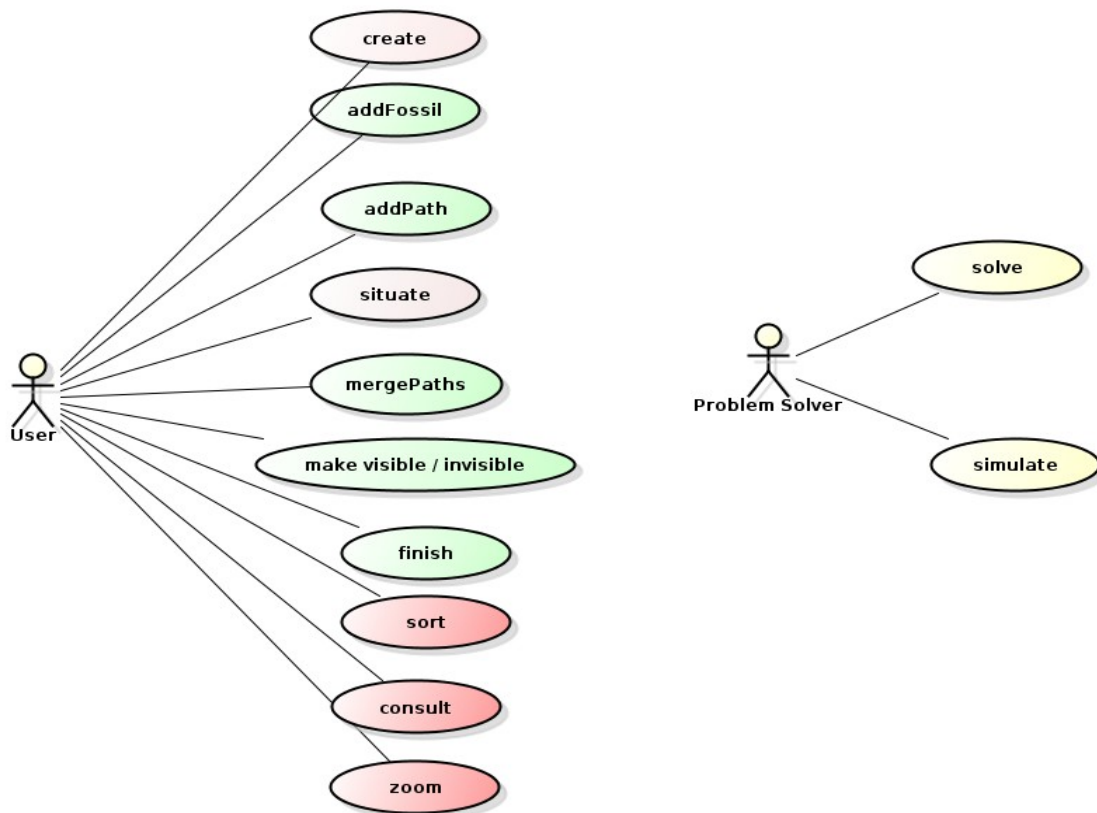 create
addFossil
addPath
situate
mergePaths
User
make visible / invisible
finish
sort
consult
zoom
solve
Problem Solver
simulate